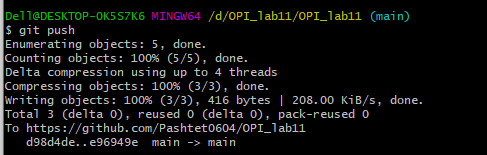 Dell@DESKTOP-OK5S7K6 MINGW64 /d/OPI_lab11/OPI_lab11 (main)
$ git push
Enumerating objects: 5, done.
Counting objects: 100% (5/5), done.
Delta compression using up to 4 threads
Compressing objects: 100% (3/3), done.
Writing objects: 100% (3/3), 416 bytes | 208.00 KiB/s, done.
Total 3 (delta 0), reused 0 (delta 0), pack-reused 0
To https://github.com/Pashtet0604/OPI_lab11
   d98d4de..e96949e  main -> main